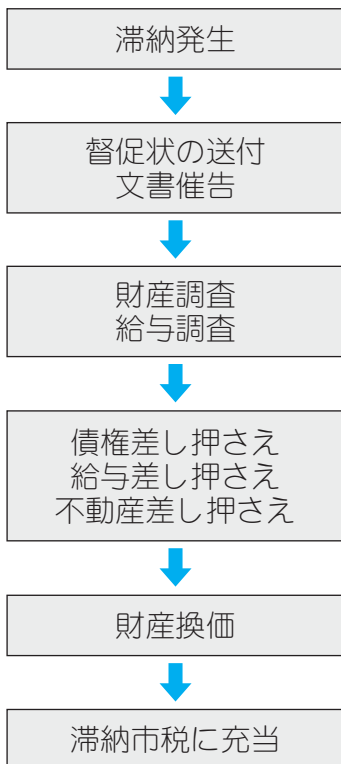 滞納発生
督促状の送付
文書催告
財産調査
給与調査
債権差し押さえ
給与差し押さえ
不動産差し押さえ
財産換価
滞納市税に充当